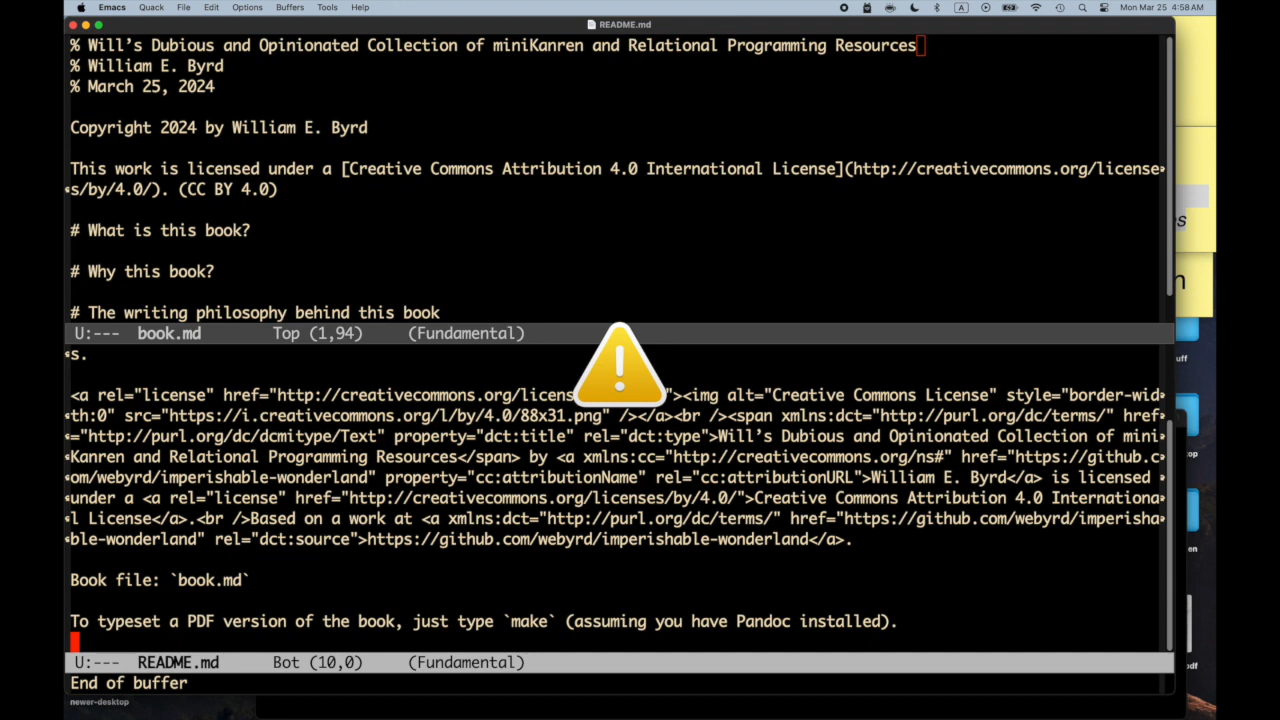 Emacs Quack File Edit Options Buffers Tools Help
A
Mon Mar 25 4:58 AM
README.md
% Will's Dubious and Opinionated Collection of miniKanren and Relational Programming Resources
% William E. Byrd
% March 25, 2024
Copyright 2024 by William E. Byrd
This work is licensed under a [Creative Commons Attribution 4.0 International License](http://creativecommons.org/license
s/by/4.0/). (CC BY 4.0)
# What is this book?
# Why this book?
# The writing philosophy behind this book
U:--- book.md Top (1,94) (Fundamental)
s.
<a rel="license" href="http://creativecommons.org/licens "><img alt="Creative Commons License" style="border-wid
th:0" src="https://i.creativecommons.org/l/by/4.0/88x31.png" /></a><br /><span xmlns:dct="http://purl.org/dc/terms/" href
="http://purl.org/dc/dcmitype/Text" property="dct:title" rel="dct:type">Will's Dubious and Opinionated Collection of mini
Kanren and Relational Programming Resources</span> by <a xmlns:cc="http://creativecommons.org/ns#" href="https://github.c
om/webyrd/imperishable-wonderland" property="cc:attributionName" rel="cc:attributionURL">William E. Byrd</a> is licensed
under a <a rel="license" href="http://creativecommons.org/licenses/by/4.0/">Creative Commons Attribution 4.0 Internationa
l License</a>.<br />Based on a work at <a xmlns:dct="http://purl.org/dc/terms/" href="https://github.com/webyrd/imperisha
ble-wonderland" rel="dct:source">https://github.com/webyrd/imperishable-wonderland</a>.
Book file: `book.md`
To typeset a PDF version of the book, just type `make` (assuming you have Pandoc installed).
U:--- README.md Bot (10,0) (Fundamental)
End of buffer
newer-desktop